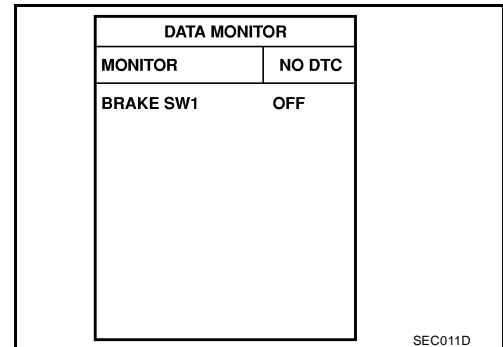 DATA MONITOR
MONITOR NO DTC
BRAKE SW1 OFF
SEC011D